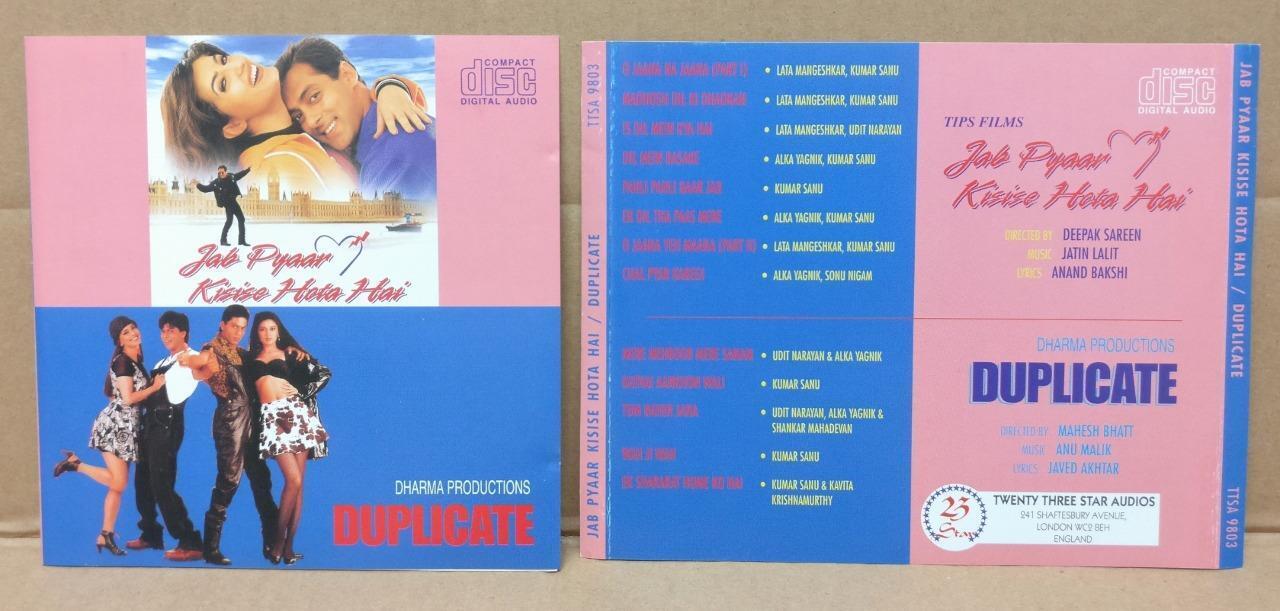 COMPACT
disc
DIGITAL AUDIO
Jab Pyaar
Kisise Hota Hai
DHARMA PRODUCTIONS
DUPLICATE
TTSA 9803
JAB PYAAR KISISE HOTA HAI / DUPLICATE
O JAANA NA JAANA (PART I) • LATA MANGESHKAR, KUMAR SANU
MADHOSH DIL KI DHADKAN • LATA MANGESHKAR, KUMAR SANU
IS DIL MEIN KYA HAI • LATA MANGESHKAR, UDIT NARAYAN
DIL MEIN BASAKE • ALKA YAGNIK, KUMAR SANU
PAHLI PAHLI BAAR JAB • KUMAR SANU
EK DIL THA PAAS MERE • ALKA YAGNIK, KUMAR SANU
O JAANA YEH MAANA (PART II) • LATA MANGESHKAR, KUMAR SANU
CHAL PYAR KAREGI • ALKA YAGNIK, SONU NIGAM
MERE MEHBOOB MERE SANAM • UDIT NARAYAN & ALKA YAGNIK
KATHAI AANKHON WALI • KUMAR SANU
• UDIT NARAYAN, ALKA YAGNIK &
SHANKAR MAHADEVAN
• KUMAR SANU
EK SHARARAT HONE KO HAI • KUMAR SANU & KAVITA
KRISHNAMURTHY
COMPACT
disc
DIGITAL AUDIO
TIPS FILMS
Jab Pyaar
Kisise Hota Hai
DIRECTED BY DEEPAK SAREEN
MUSIC JATIN LALIT
LYRICS ANAND BAKSHI
DHARMA PRODUCTIONS
DUPLICATE
DIRECTED BY: MAHESH BHATT
MUSIC ANU MALIK
LYRICS JAVED AKHTAR
23
Star
TWENTY THREE STAR AUDIOS
241 SHAFTESBURY AVENUE,
LONDON WC2 8EH
ENGLAND
JAB PYAAR KISISE HOTA HAI / DUPLICATE
TTSA 9803